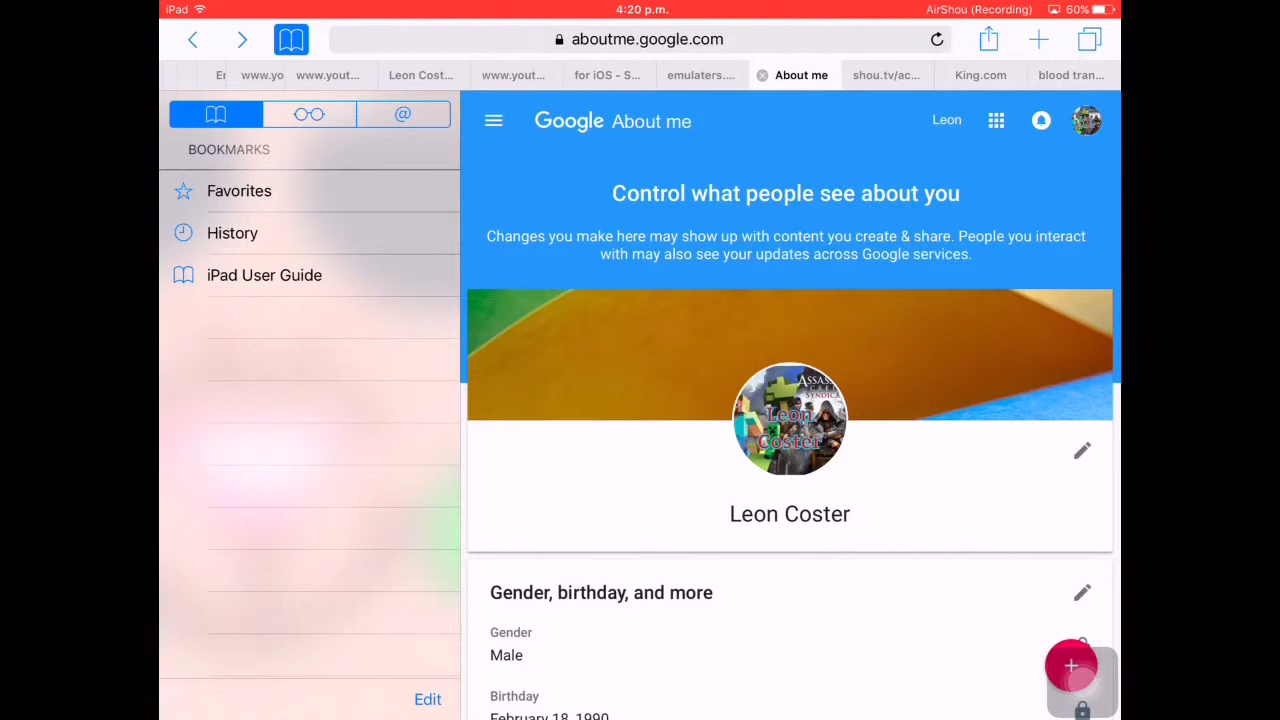 iPad 4:20 p.m. AirShou (Recording) 60%
aboutme.google.com
Er www.yo www.yout... Leon Cost... www.yout... for iOS - S... emulaters.... About me shou.tv/ac... King.com blood tran...
@
BOOKMARKS
Favorites
History
iPad User Guide
Edit
Google About me
Leon
Control what people see about you
Changes you make here may show up with content you create & share. People you interact
with may also see your updates across Google services.
ASSAS
SYNDICA
Leon
Coster
Leon Coster
Gender, birthday, and more
Gender
Male
Birthday
February 18, 1990